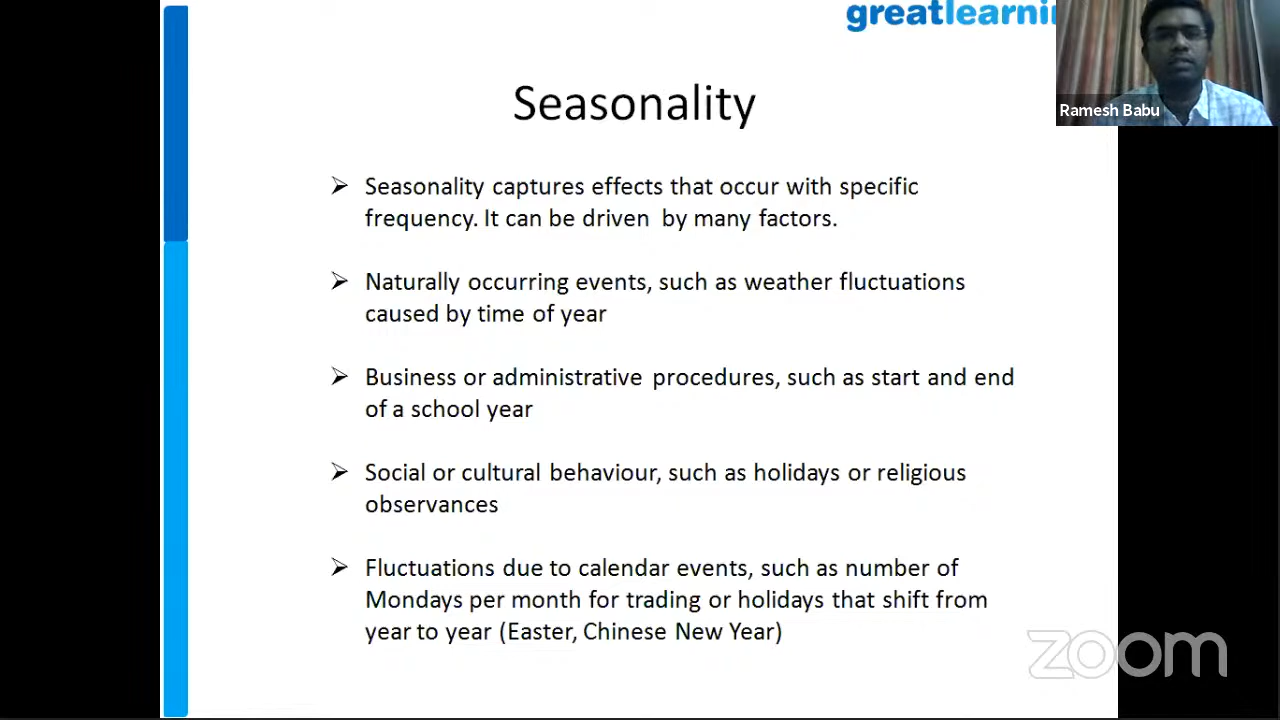 greatlearnin
Ramesh Babu
Seasonality
Seasonality captures effects that occur with specific
frequency. It can be driven by many factors.
Naturally occurring events, such as weather fluctuations
caused by time of year
Business or administrative procedures, such as start and end
of a school year
Social or cultural behaviour, such as holidays or religious
observances
Fluctuations due to calendar events, such as number of
Mondays per month for trading or holidays that shift from
year to year (Easter, Chinese New Year)
zoom